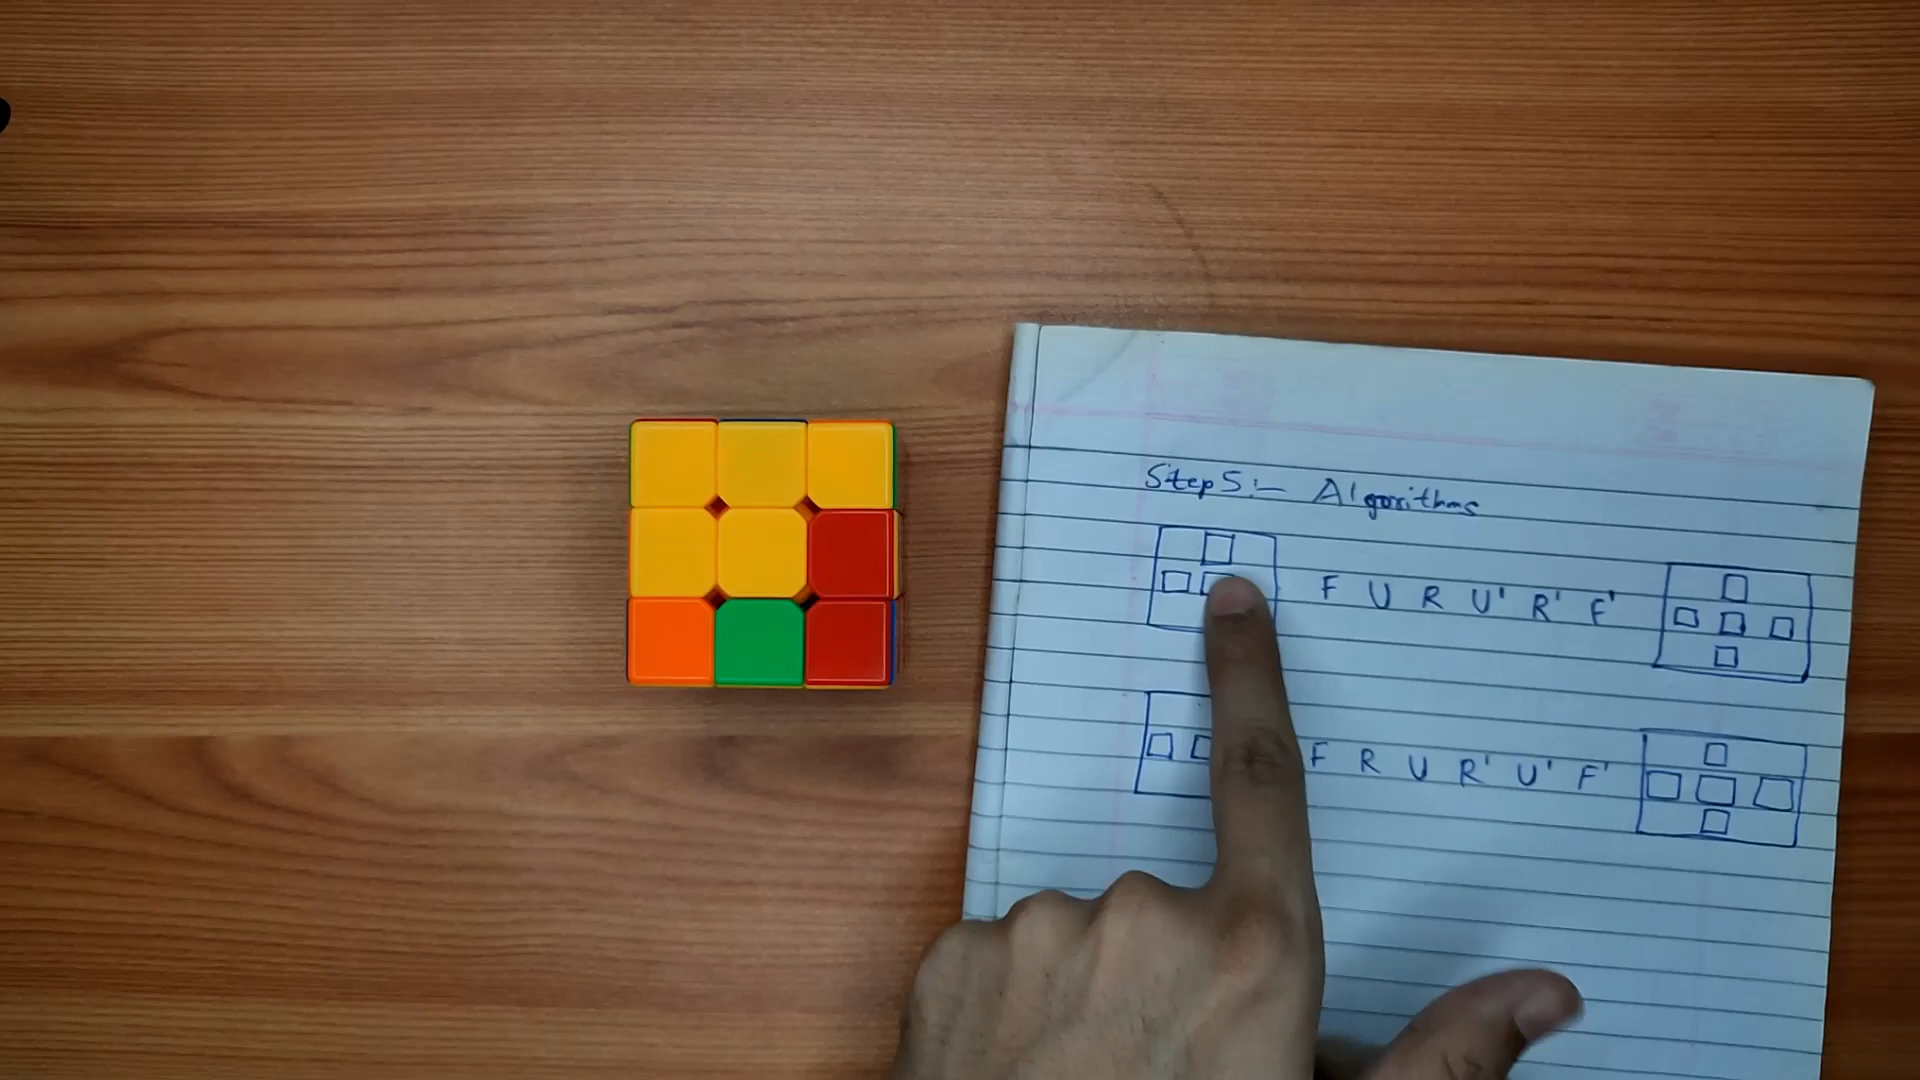 Step 5:- Algorithms
F U R U' R' F'
F R U R' U' F'